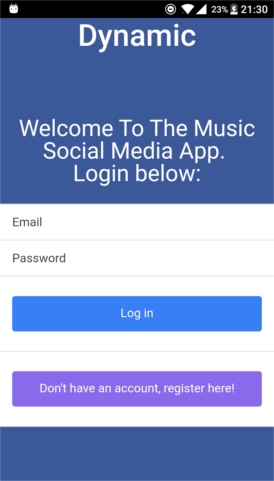 23% 21:30
Dynamic
Welcome To The Music
Social Media App.
Login below:
Email
Password
Log in
Don't have an account, register here!